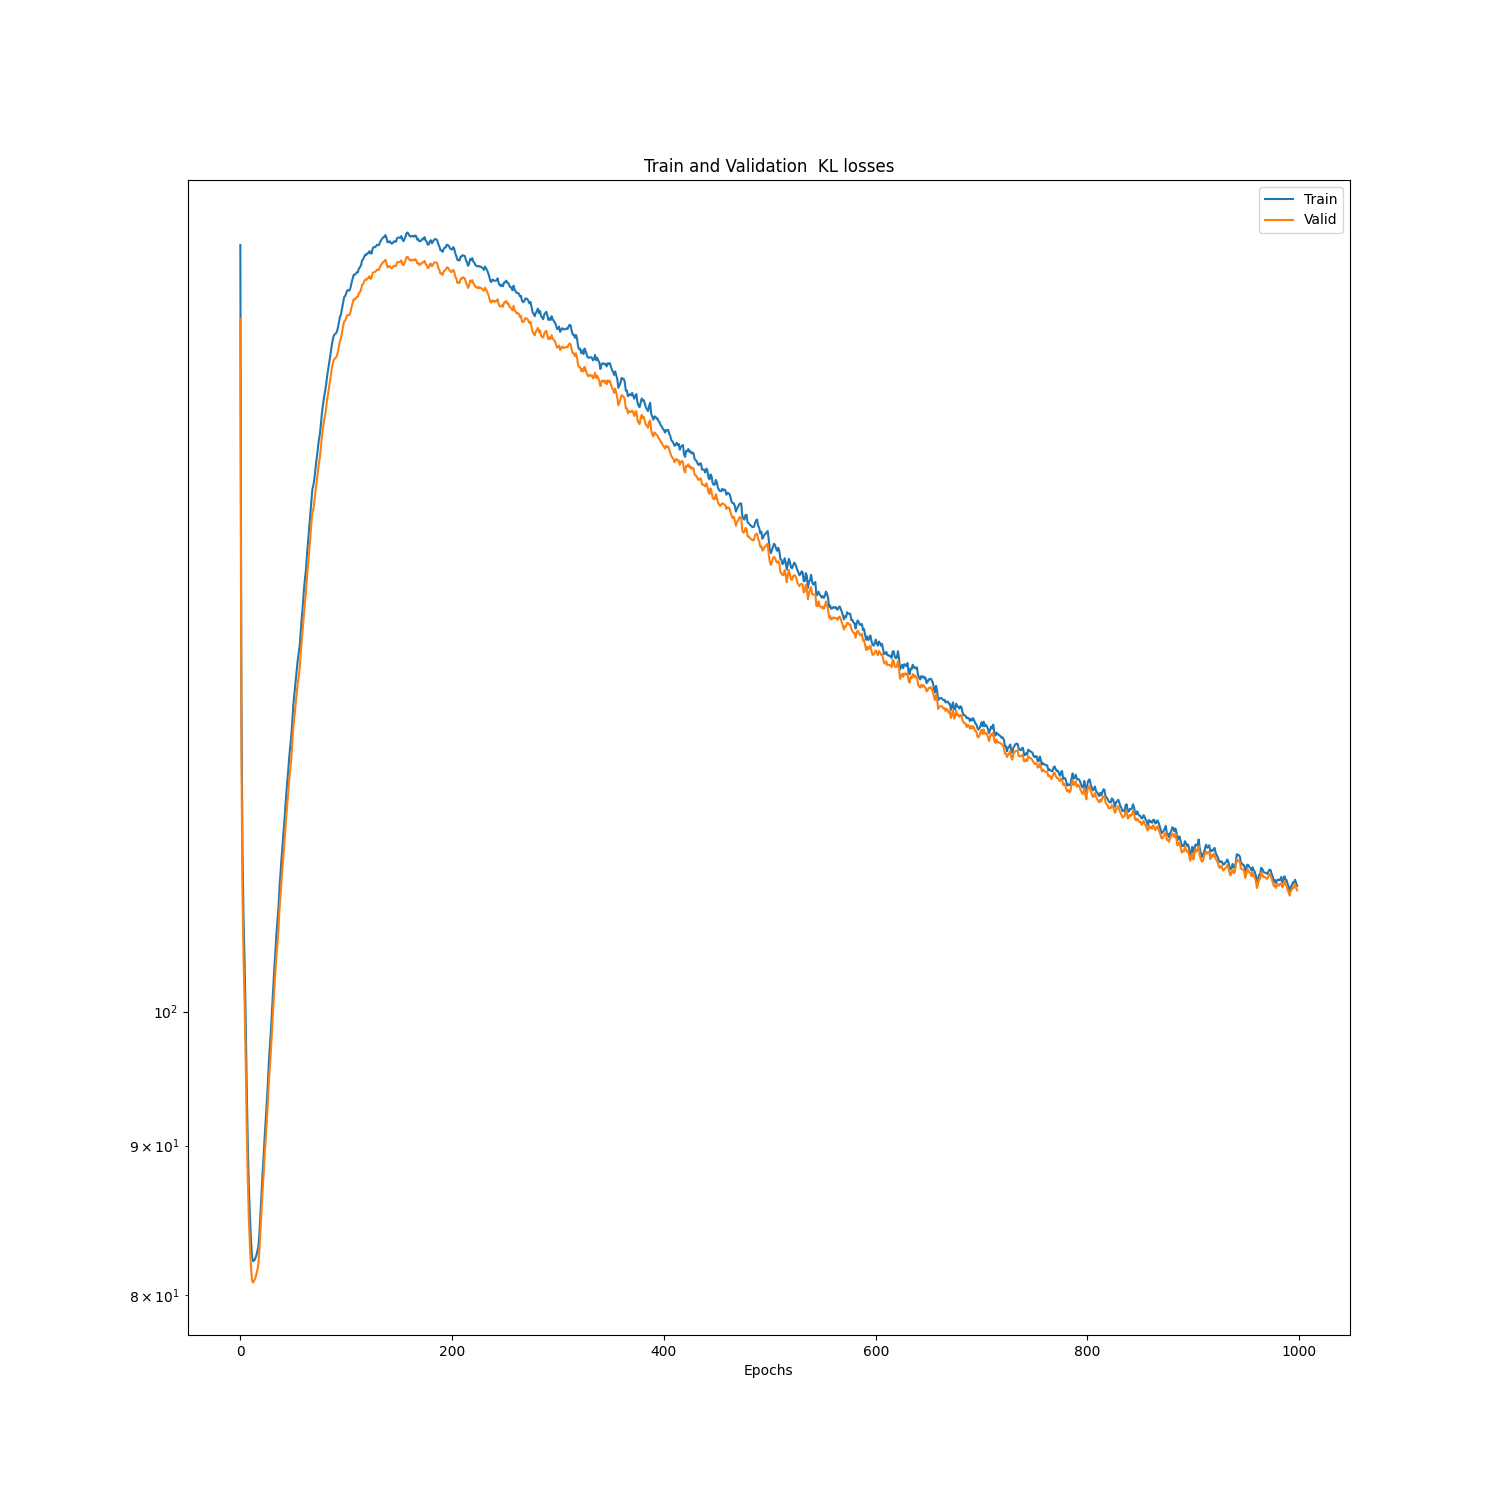 Train and Validation  KL losses
Train
Valid
10²
9 × 10¹
8 × 10¹
0 200 400 600 800 1000
Epochs